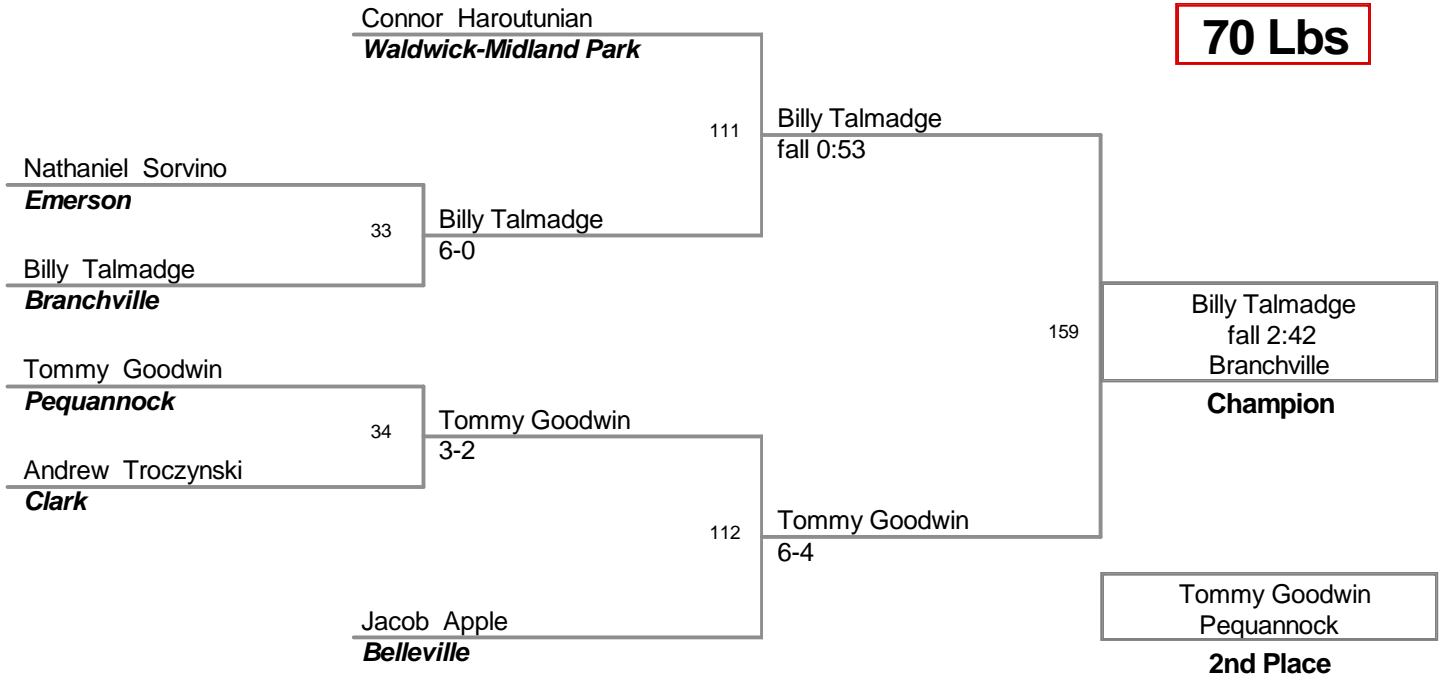 Connor Haroutunian
Waldwick-Midland Park
70 Lbs
111
Billy Talmadge
fall 0:53
Nathaniel Sorvino
Emerson
33
Billy Talmadge
6-0
Billy Talmadge
Branchville
159
Billy Talmadge
fall 2:42
Branchville
Champion
Tommy Goodwin
Pequannock
34
Tommy Goodwin
3-2
Andrew Troczynski
Clark
112
Tommy Goodwin
6-4
Jacob Apple
Belleville
Tommy Goodwin
Pequannock
2nd Place